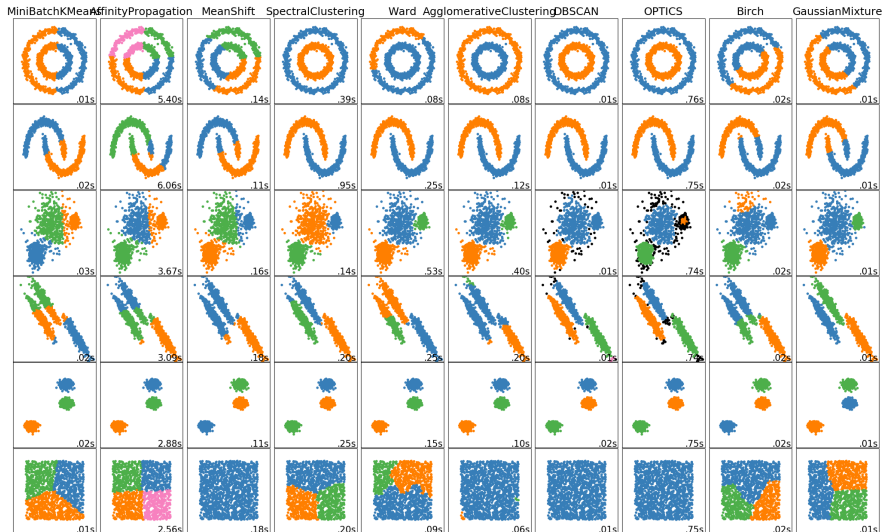 MiniBatchKMeans AffinityPropagation MeanShift SpectralClustering Ward AgglomerativeClustering DBSCAN OPTICS Birch GaussianMixture
.01s 5.40s .14s .39s .08s .08s .01s .76s .02s .01s
.02s 6.06s .11s .95s .25s .12s .01s .75s .02s .01s
.03s 3.67s .16s .14s .53s .40s .01s .74s .02s .01s
.02s 3.09s .18s .20s .25s .20s .01s .02s .01s
.02s 2.88s .11s .25s .15s .10s .02s .75s .02s .01s
.01s 2.56s .18s .20s .09s .06s .01s .75s .02s .01s